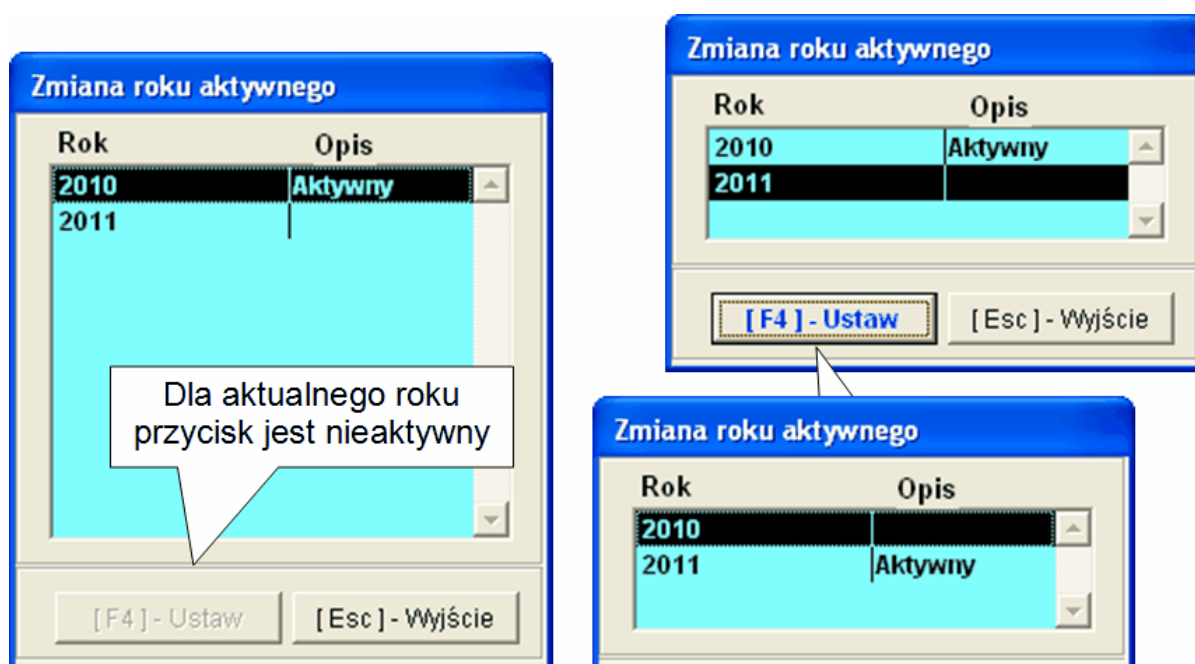 Zmiana roku aktywnego
Rok Opis
2010 Aktywny
2011
Dla aktualnego roku
przycisk jest nieaktywny
[ F4 ] - Ustaw [ Esc ] - Wyjście
Zmiana roku aktywnego
Rok Opis
2010 Aktywny
2011
[ F4 ] - Ustaw [ Esc ] - Wyjście
Zmiana roku aktywnego
Rok Opis
2010
2011 Aktywny